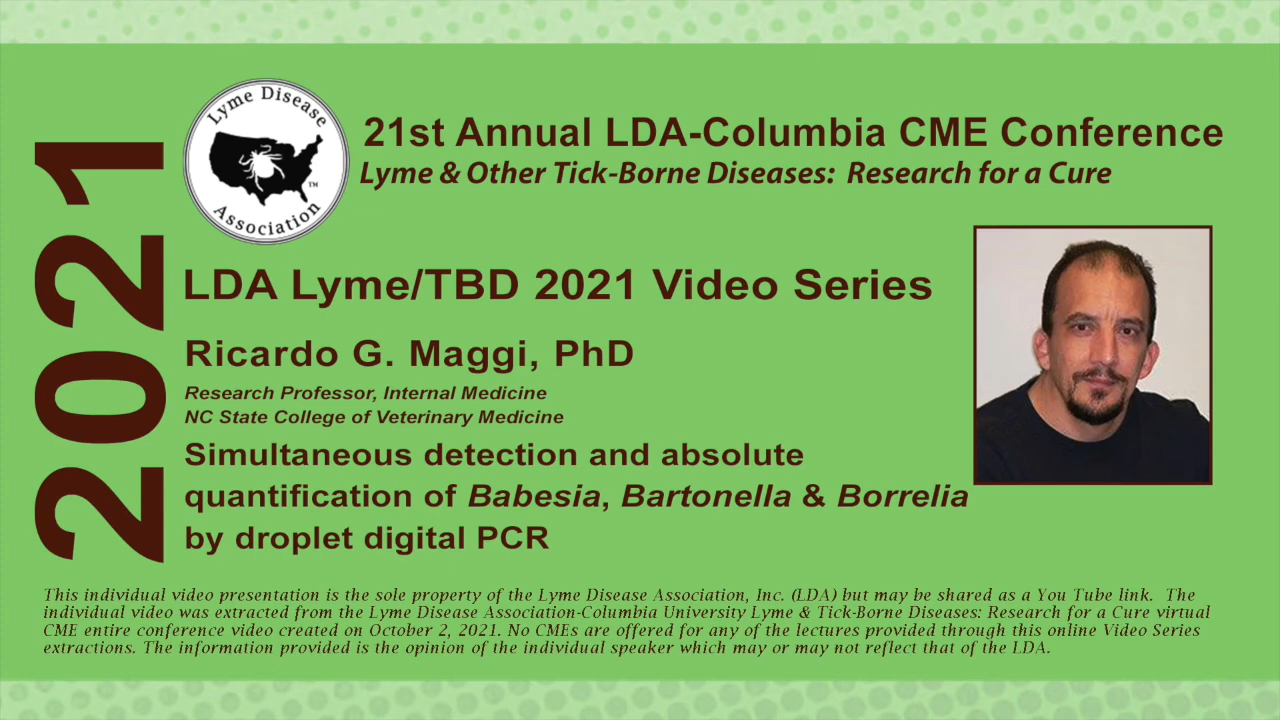 2021
Lyme Disease
Association
TM
21st Annual LDA-Columbia CME Conference
Lyme & Other Tick-Borne Diseases: Research for a Cure
LDA Lyme/TBD 2021 Video Series
Ricardo G. Maggi, PhD
Research Professor, Internal Medicine
NC State College of Veterinary Medicine
Simultaneous detection and absolute
quantification of Babesia, Bartonella & Borrelia
by droplet digital PCR
This individual video presentation is the sole property of the Lyme Disease Association, Inc. (LDA) but may be shared as a You Tube link. The
individual video was extracted from the Lyme Disease Association-Columbia University Lyme & Tick-Borne Diseases: Research for a Cure virtual
CME entire conference video created on October 2, 2021. No CMEs are offered for any of the lectures provided through this online Video Series
extractions. The information provided is the opinion of the individual speaker which may or may not reflect that of the LDA.